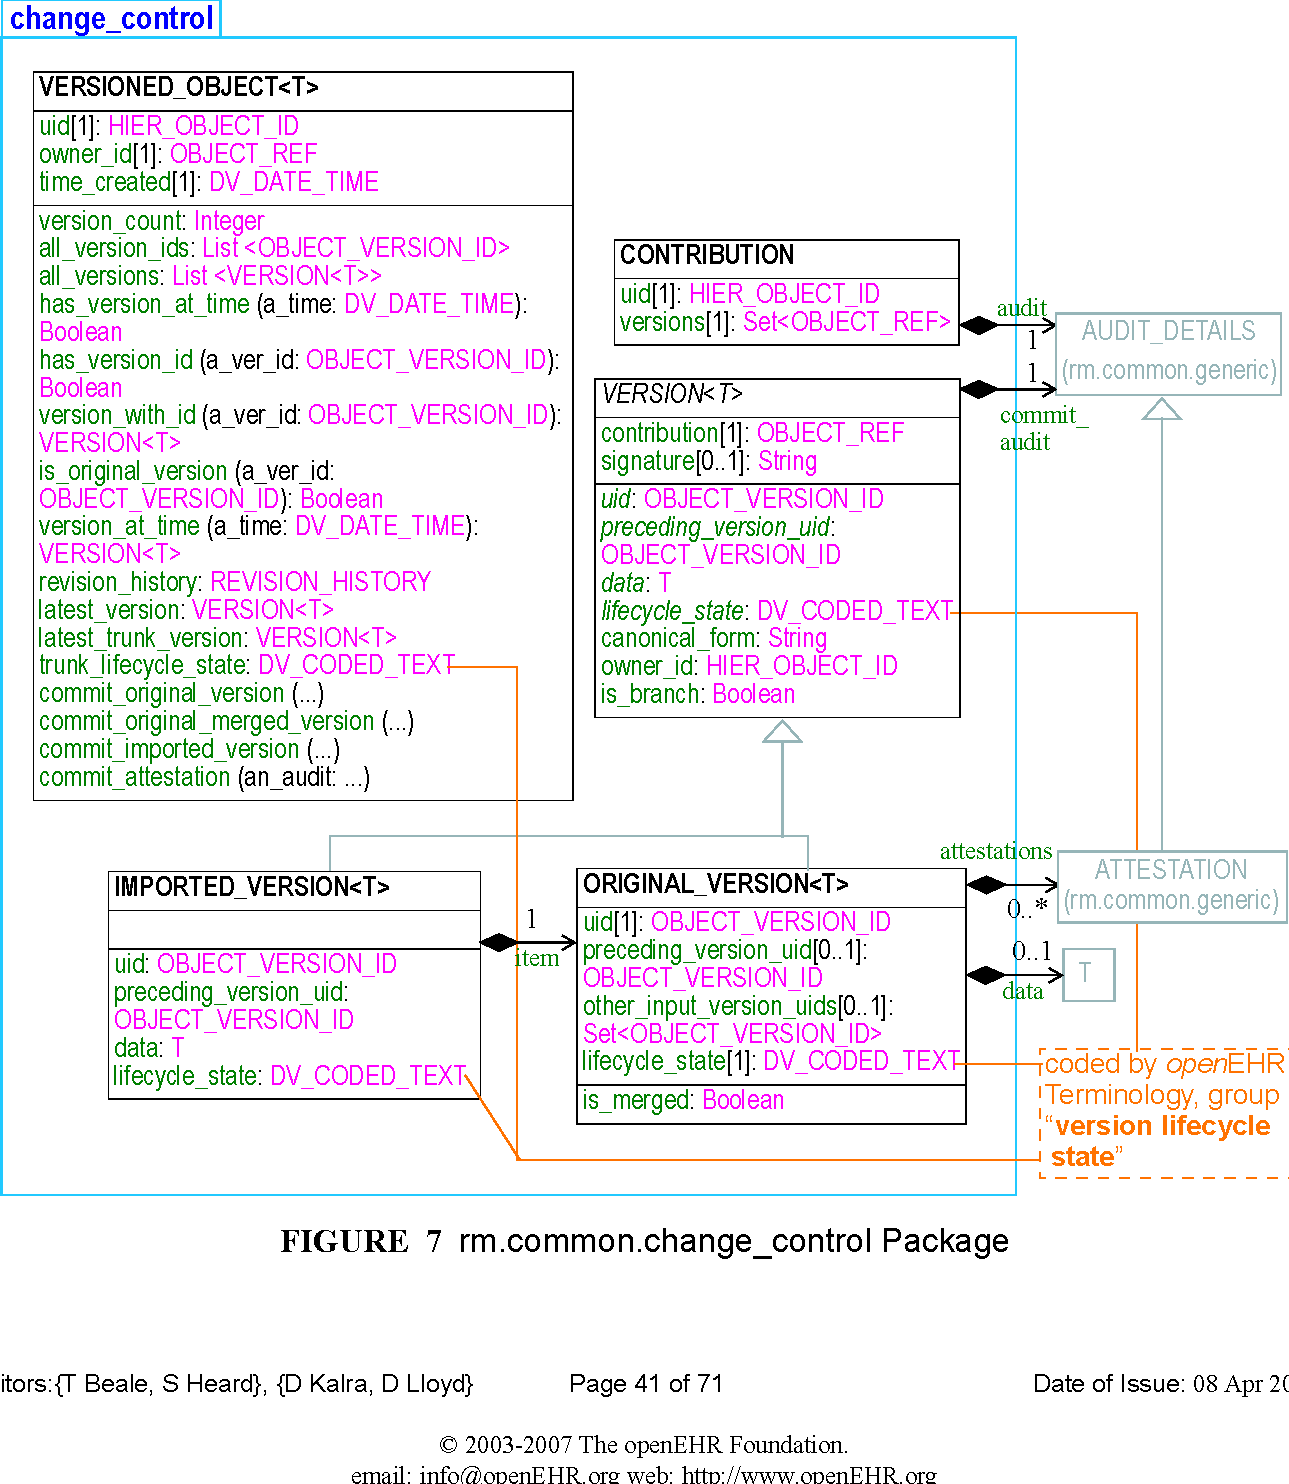 change_control
VERSIONED_OBJECT<T>
uid[1]: HIER_OBJECT_ID
owner_id[1]: OBJECT_REF
time_created[1]: DV_DATE_TIME
version_count: Integer
all_version_ids: List <OBJECT_VERSION_ID>
all_versions: List <VERSION<T>>
has_version_at_time (a_time: DV_DATE_TIME):
Boolean
has_version_id (a_ver_id: OBJECT_VERSION_ID):
Boolean
version_with_id (a_ver_id: OBJECT_VERSION_ID):
VERSION<T>
is_original_version (a_ver_id:
OBJECT_VERSION_ID): Boolean
version_at_time (a_time: DV_DATE_TIME):
VERSION<T>
revision_history: REVISION_HISTORY
latest_version: VERSION<T>
latest_trunk_version: VERSION<T>
trunk_lifecycle_state: DV_CODED_TEXT
commit_original_version (...)
commit_original_merged_version (...)
commit_imported_version (...)
commit_attestation (an_audit: ...)
CONTRIBUTION
uid[1]: HIER_OBJECT_ID
versions[1]: Set<OBJECT_REF>
audit
1
AUDIT_DETAILS
(rm.common.generic)
1
commit_
audit
VERSION<T>
contribution[1]: OBJECT_REF
signature[0..1]: String
uid: OBJECT_VERSION_ID
preceding_version_uid:
OBJECT_VERSION_ID
data: T
lifecycle_state: DV_CODED_TEXT
canonical_form: String
owner_id: HIER_OBJECT_ID
is_branch: Boolean
IMPORTED_VERSION<T>
uid: OBJECT_VERSION_ID
preceding_version_uid:
OBJECT_VERSION_ID
data: T
lifecycle_state: DV_CODED_TEXT
1
item
ORIGINAL_VERSION<T>
uid[1]: OBJECT_VERSION_ID
preceding_version_uid[0..1]:
OBJECT_VERSION_ID
other_input_version_uids[0..1]:
Set<OBJECT_VERSION_ID>
lifecycle_state[1]: DV_CODED_TEXT
is_merged: Boolean
attestations
0..*
ATTESTATION
(rm.common.generic)
0..1
data
T
coded by openEHR
Terminology, group
“version lifecycle
state”
FIGURE 7 rm.common.change_control Package
itors:{T Beale, S Heard}, {D Kalra, D Lloyd}
Page 41 of 71
Date of Issue: 08 Apr 20
© 2003-2007 The openEHR Foundation.
email: info@openEHR.org web: http://www.openEHR.org